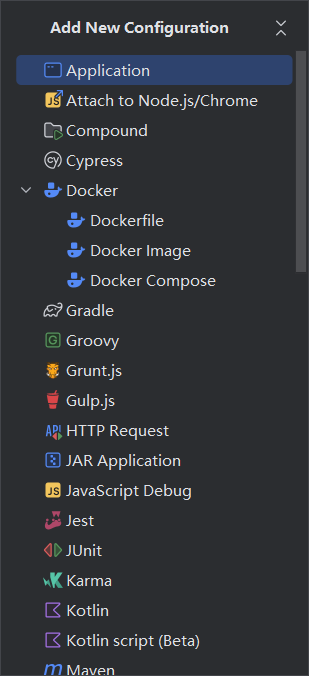 Add New Configuration
Application
Attach to Node.js/Chrome
Compound
Cypress
Docker
Dockerfile
Docker Image
Docker Compose
Gradle
Groovy
Grunt.js
Gulp.js
HTTP Request
JAR Application
JavaScript Debug
Jest
JUnit
Karma
Kotlin
Kotlin script (Beta)
Maven